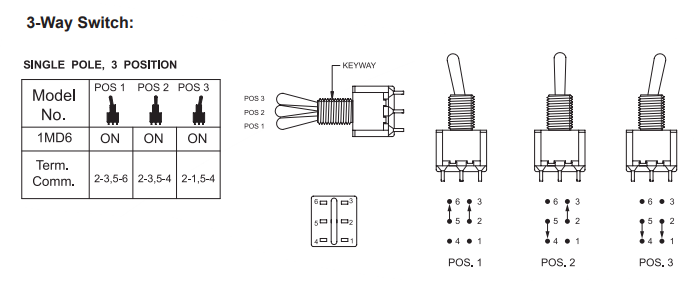 3-Way Switch:
SINGLE POLE, 3 POSITION
Model No.
POS 1 POS 2 POS 3
1MD6 ON ON ON
Term. Comm. 2-3,5-6 2-3,5-4 2-1,5-4
KEYWAY
POS 3
POS 2
POS 1
6 3
5 2
4 1
6 3
5 2
4 1
POS. 1
6 3
5 2
4 1
POS. 2
6 3
5 2
4 1
POS. 3